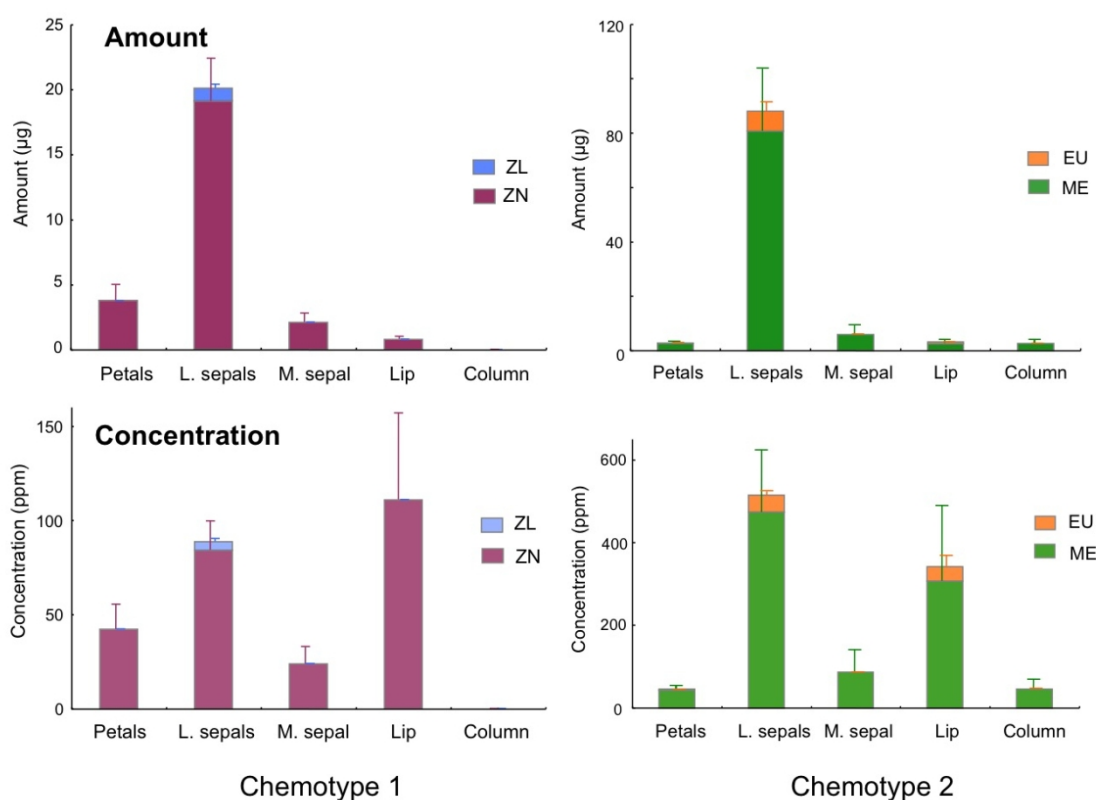 Amount
Amount (µg)
25
20
15
10
5
0
ZL
ZN
Petals L. sepals M. sepal Lip Column
Amount (µg)
120
80
40
0
EU
ME
Petals L. sepals M. sepal Lip Column
Concentration
Concentration (ppm)
150
100
50
0
ZL
ZN
Petals L. sepals M. sepal Lip Column
Concentration (ppm)
600
400
200
0
EU
ME
Petals L. sepals M. sepal Lip Column
Chemotype 1
Chemotype 2